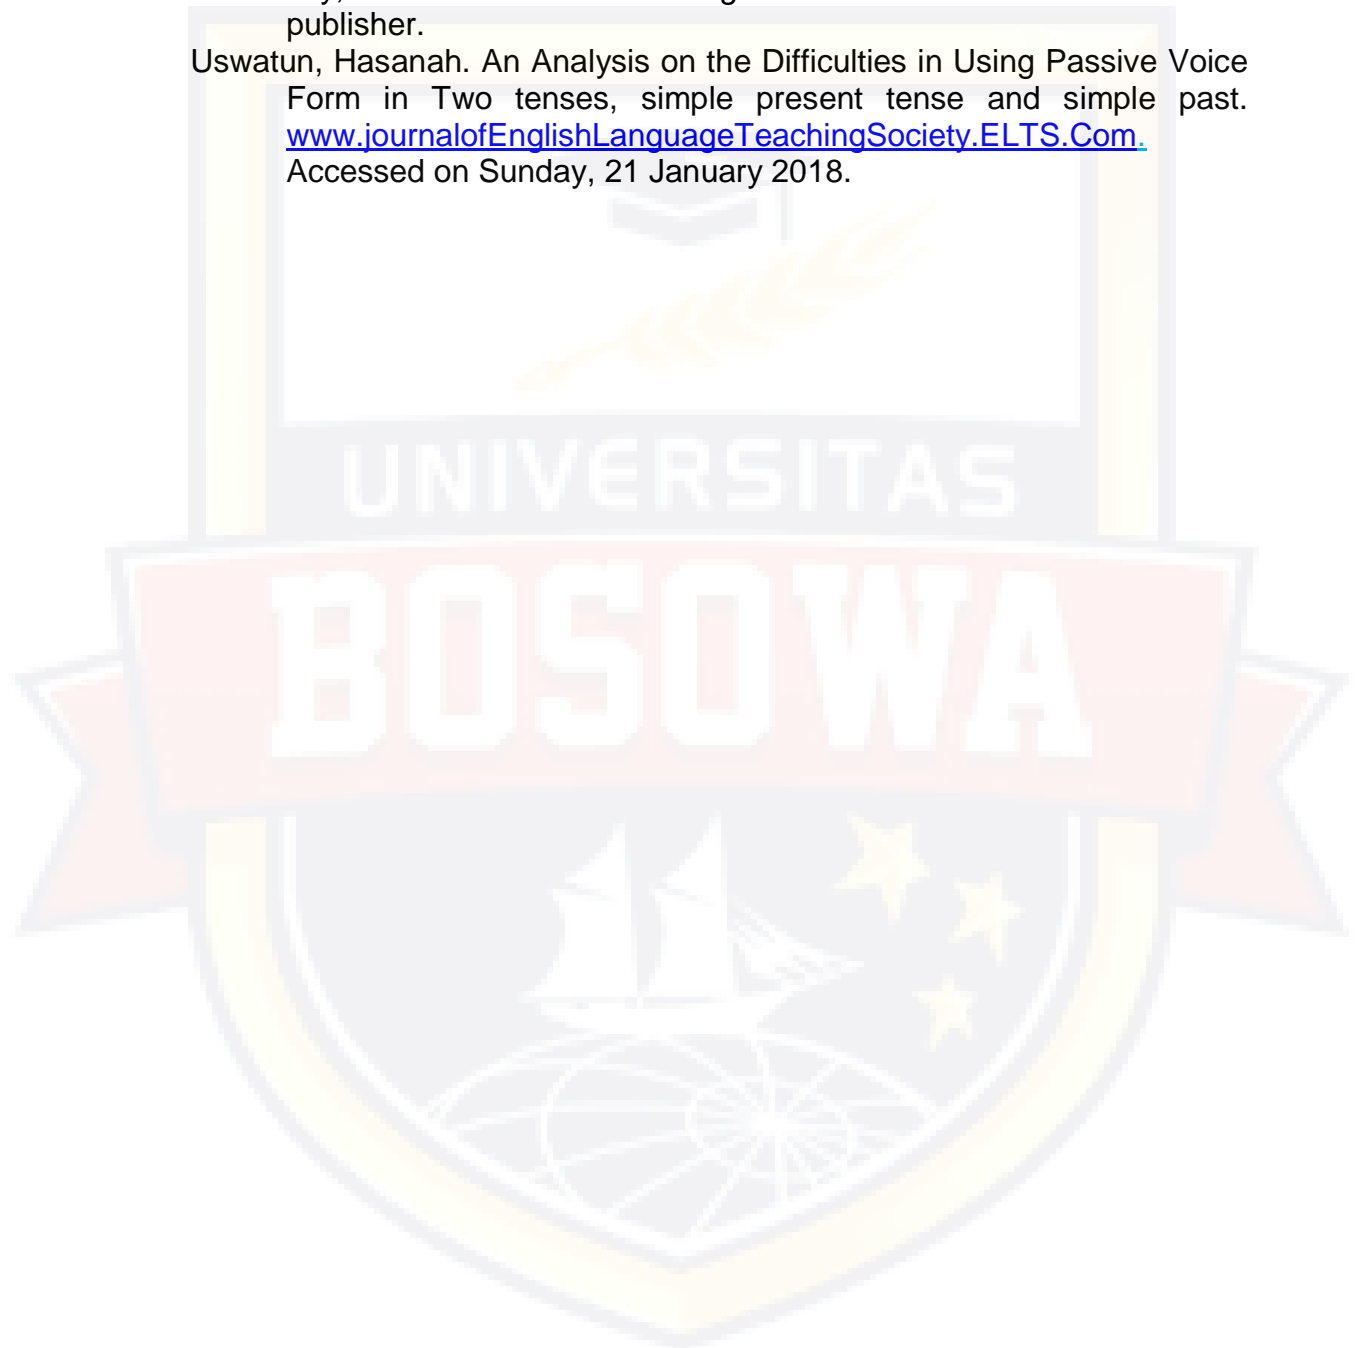 publisher.
Uswatun, Hasanah. An Analysis on the Difficulties in Using Passive Voice
Form in Two tenses, simple present tense and simple past.
www.journalofEnglishLanguageTeachingSociety.ELTS.Com.
Accessed on Sunday, 21 January 2018.
UNIVERSITAS
BOSOWA